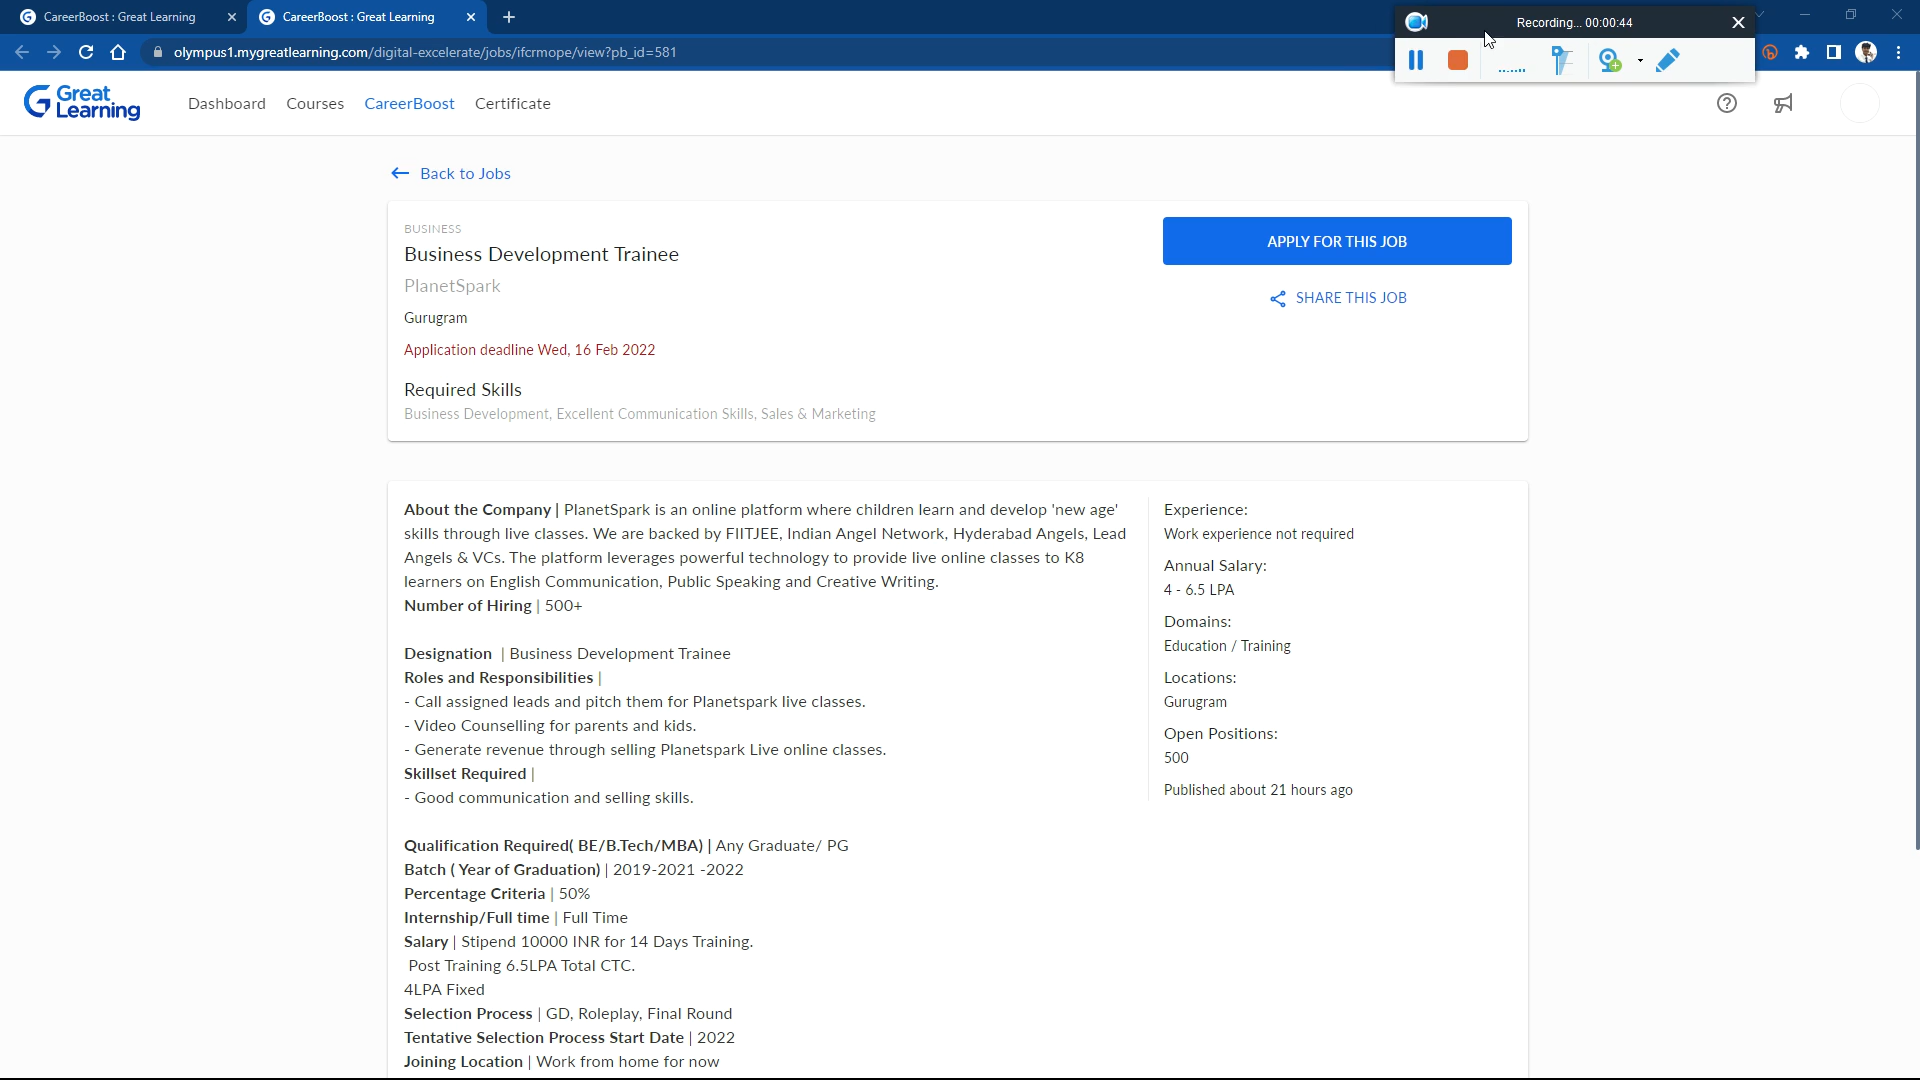 CareerBoost : Great Learning
CareerBoost : Great Learning
Recording... 00:00:44
olympus1.mygreatlearning.com/digital-excelerate/jobs/ifcrmope/view?pb_id=581
Great Learning
Dashboard Courses CareerBoost Certificate
Back to Jobs
BUSINESS
Business Development Trainee
PlanetSpark
Gurugram
Application deadline Wed, 16 Feb 2022
Required Skills
Business Development, Excellent Communication Skills, Sales & Marketing
APPLY FOR THIS JOB
SHARE THIS JOB
About the Company | PlanetSpark is an online platform where children learn and develop 'new age'
skills through live classes. We are backed by FIITJEE, Indian Angel Network, Hyderabad Angels, Lead
Angels & VCs. The platform leverages powerful technology to provide live online classes to K8
learners on English Communication, Public Speaking and Creative Writing.
Number of Hiring | 500+
Designation | Business Development Trainee
Roles and Responsibilities |
- Call assigned leads and pitch them for Planetspark live classes.
- Video Counselling for parents and kids.
- Generate revenue through selling Planetspark Live online classes.
Skillset Required |
- Good communication and selling skills.
Qualification Required( BE/B.Tech/MBA) | Any Graduate/ PG
Batch ( Year of Graduation) | 2019-2021 -2022
Percentage Criteria | 50%
Internship/Full time | Full Time
Salary | Stipend 10000 INR for 14 Days Training.
Post Training 6.5LPA Total CTC.
4LPA Fixed
Selection Process | GD, Roleplay, Final Round
Tentative Selection Process Start Date | 2022
Joining Location | Work from home for now
Experience:
Work experience not required
Annual Salary:
4 - 6.5 LPA
Domains:
Education / Training
Locations:
Gurugram
Open Positions:
500
Published about 21 hours ago